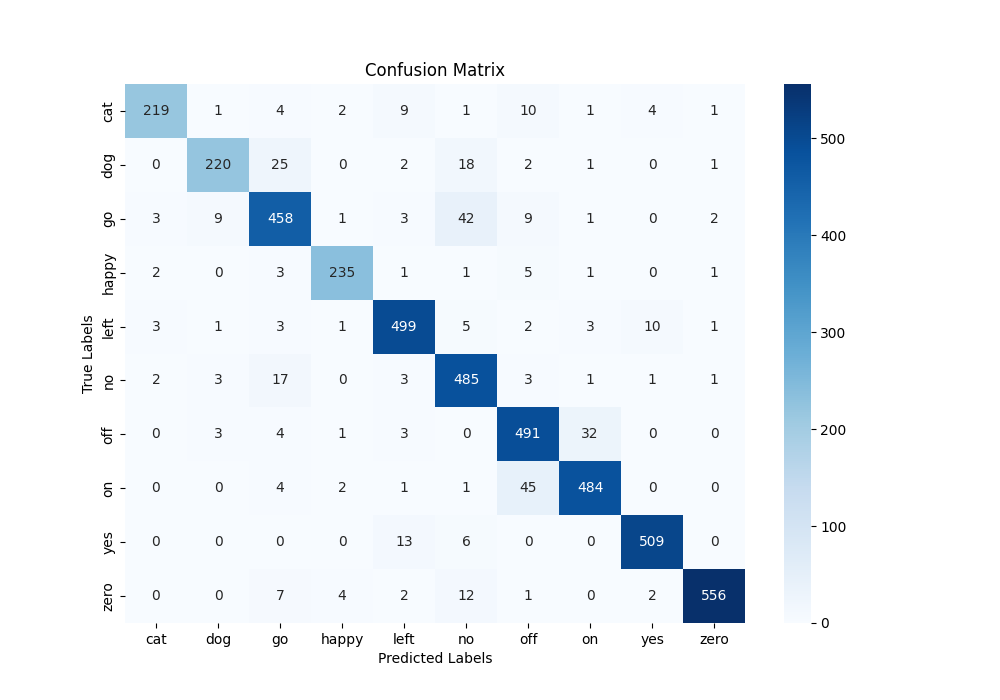 Confusion Matrix
cat 219 1 4 2 9 1 10 1 4 1
dog 0 220 25 0 2 18 2 1 0 1
go 3 9 458 1 3 42 9 1 0 2
happy 2 0 3 235 1 1 5 1 0 1
left 3 1 3 1 499 5 2 3 10 1
no 2 3 17 0 3 485 3 1 1 1
off 0 3 4 1 3 0 491 32 0 0
on 0 0 4 2 1 1 45 484 0 0
yes 0 0 0 0 13 6 0 0 509 0
zero 0 0 7 4 2 12 1 0 2 556
cat dog go happy left no off on yes zero
Predicted Labels
True Labels
500
400
300
200
100
0